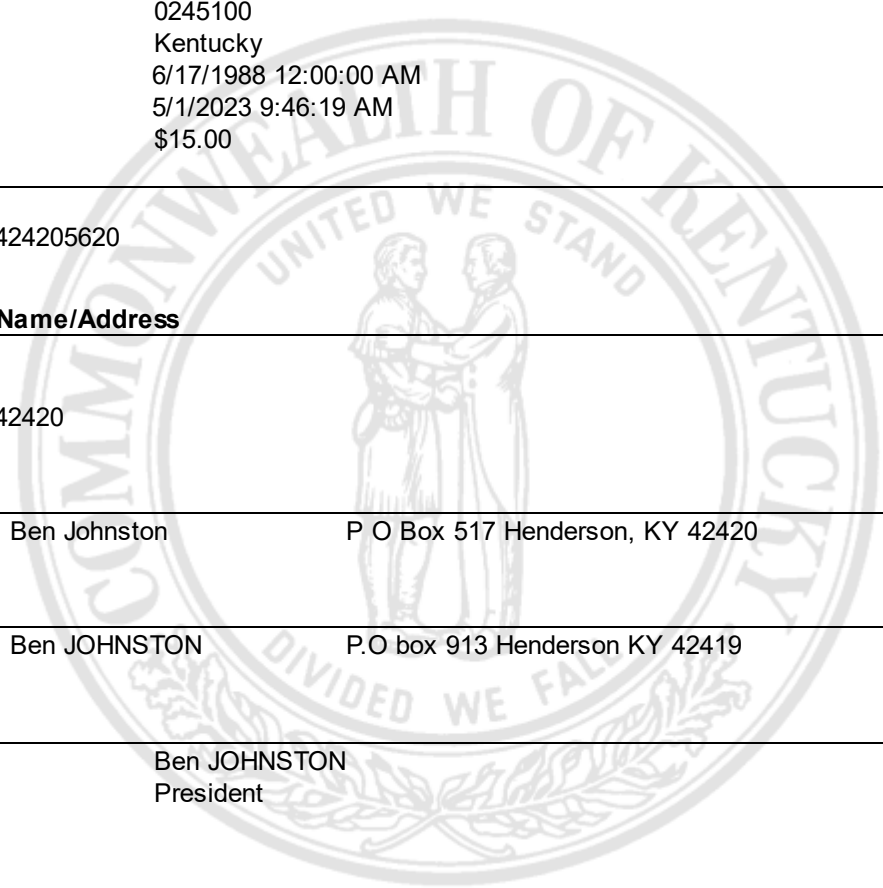 0245100
Kentucky
6/17/1988 12:00:00 AM
5/1/2023 9:46:19 AM
$15.00
COMMONWEALTH OF KENTUCKY
UNITED WE STAND
424205620
Name/Address
42420
Ben Johnston P O Box 517 Henderson, KY 42420
Ben JOHNSTON P.O box 913 Henderson KY 42419
DIVIDED WE FALL
Ben JOHNSTON
President